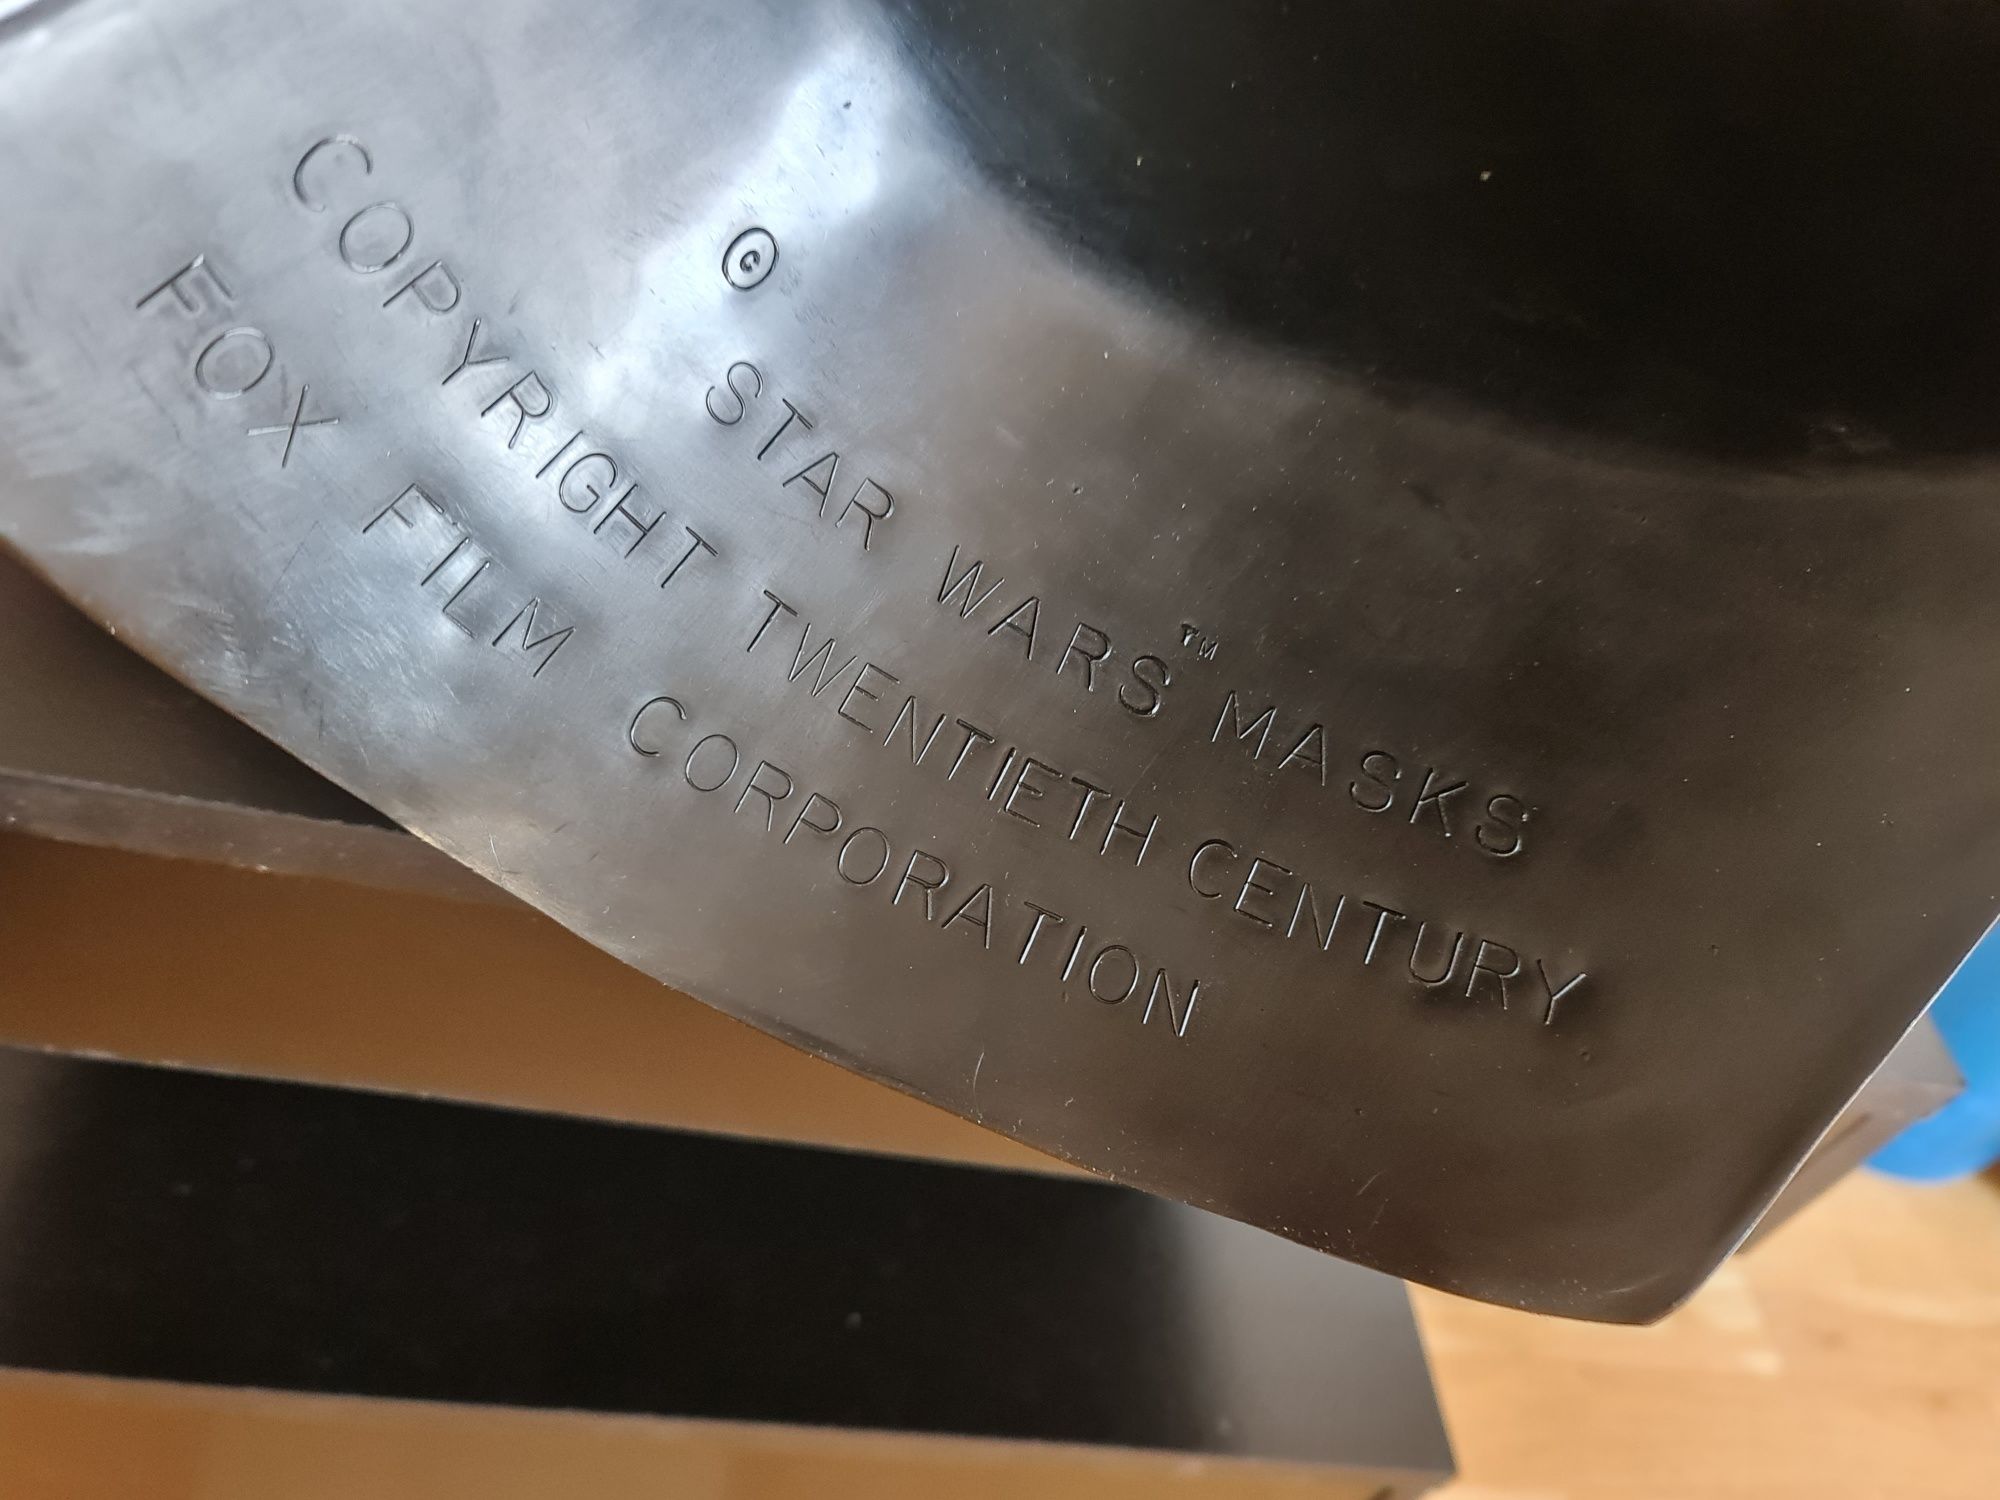 ©
STAR WARS™ MASKS
COPYRIGHT TWENTIETH CENTURY
FOX FILM CORPORATION